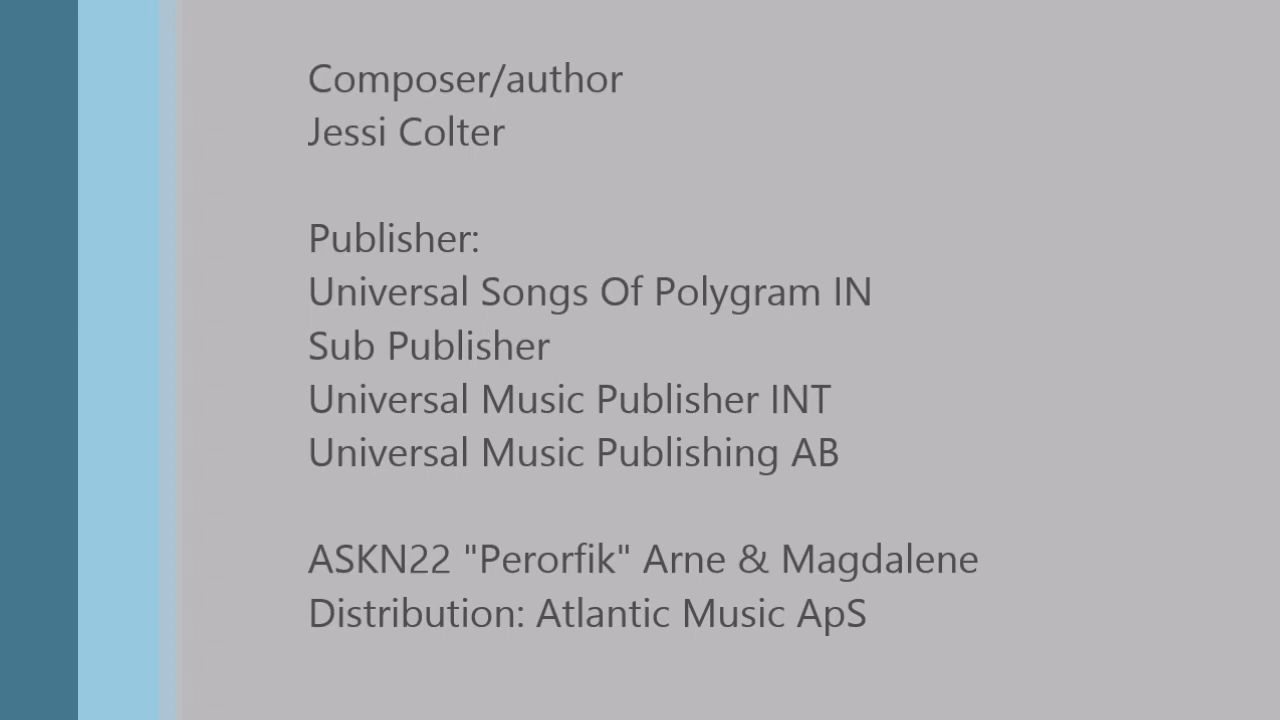 Composer/author
Jessi Colter
Publisher:
Universal Songs Of Polygram IN
Sub Publisher
Universal Music Publisher INT
Universal Music Publishing AB
ASKN22 "Perorfik" Arne & Magdalene
Distribution: Atlantic Music ApS